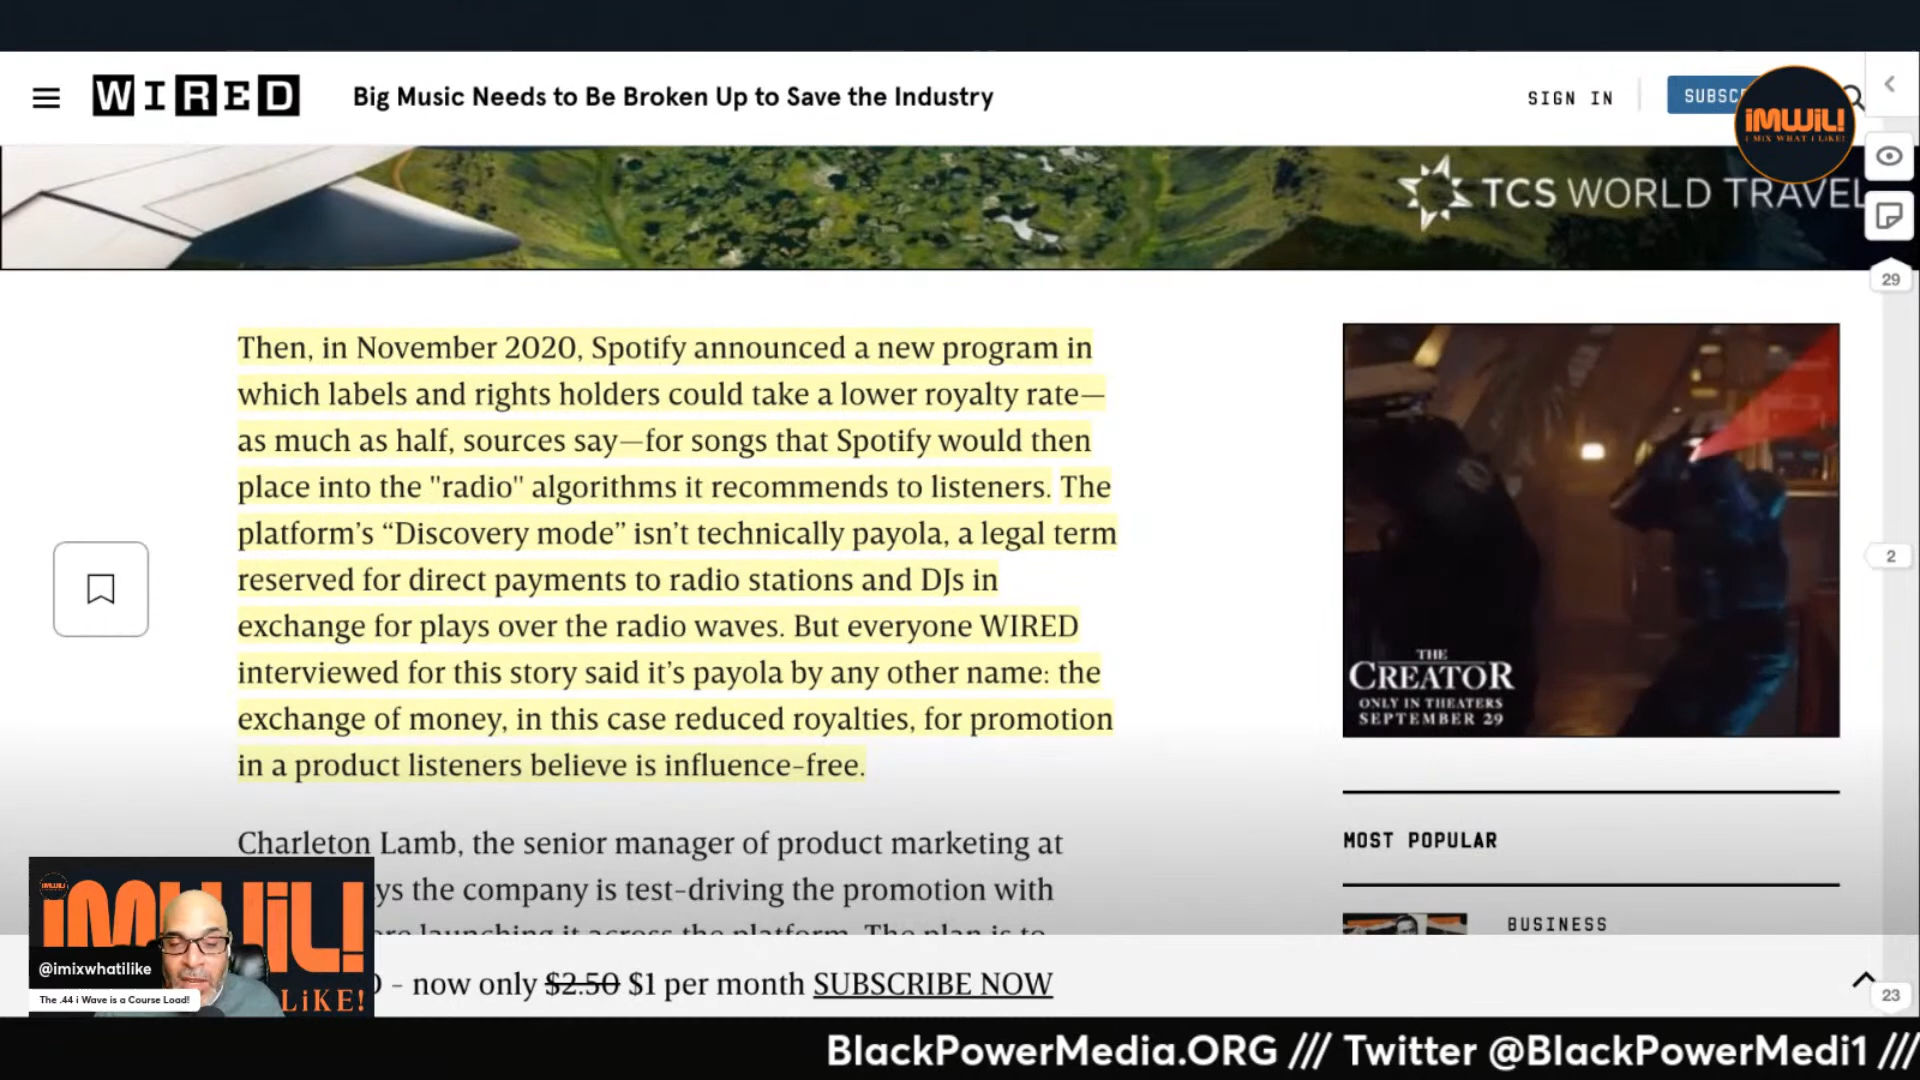 WIRED
Big Music Needs to Be Broken Up to Save the Industry
SIGN IN
iMWiL!
I MIX WHAT I LIKE!
TCS WORLD TRAVEL
29
Then, in November 2020, Spotify announced a new program in
which labels and rights holders could take a lower royalty rate—
as much as half, sources say—for songs that Spotify would then
place into the "radio" algorithms it recommends to listeners. The
platform’s “Discovery mode” isn’t technically payola, a legal term
reserved for direct payments to radio stations and DJs in
exchange for plays over the radio waves. But everyone WIRED
interviewed for this story said it’s payola by any other name: the
exchange of money, in this case reduced royalties, for promotion
in a product listeners believe is influence-free.
THE
CREATOR
ONLY IN THEATERS
SEPTEMBER 29
2
MOST POPULAR
BUSINESS
Charleton Lamb, the senior manager of product marketing at
ys the company is test-driving the promotion with
launching it across the platform. The plan is to
- now only $2.50 $1 per month SUBSCRIBE NOW
23
@imixwhatilike
The .44 i Wave is a Course Load!
LiKE!
BlackPowerMedia.ORG /// Twitter @BlackPowerMedi1 ///